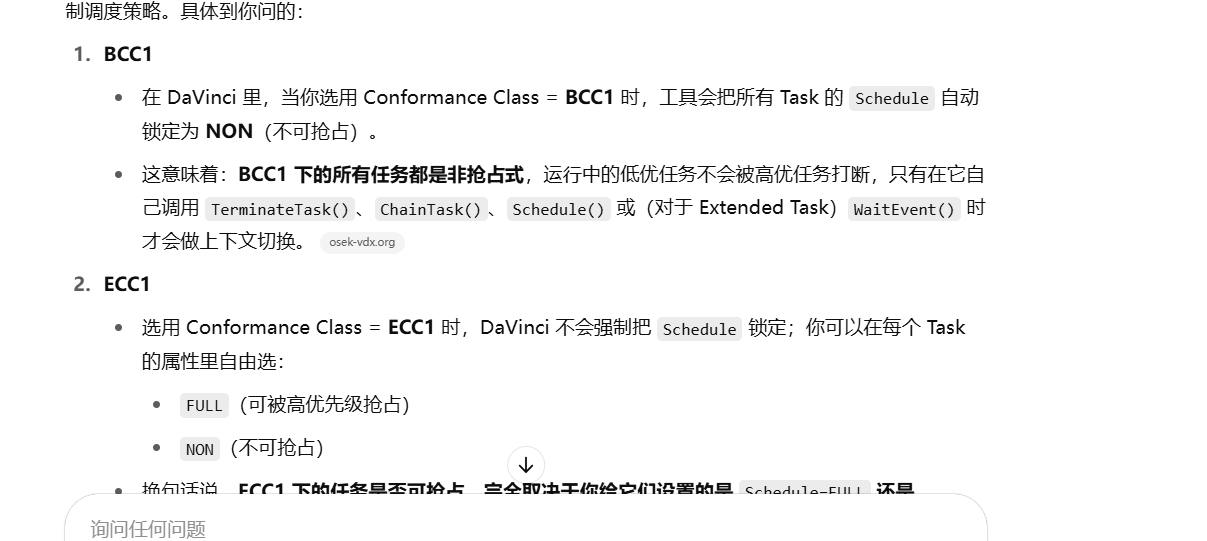 制调度策略。具体到你问的：
1. BCC1
• 在 DaVinci 里，当你选用 Conformance Class = BCC1 时，工具会把所有 Task 的 Schedule 自动
锁定为 NON（不可抢占）。
• 这意味着：BCC1 下的所有任务都是非抢占式，运行中的低优任务不会被高优任务打断，只有在它自
己调用 TerminateTask()、ChainTask()、Schedule() 或（对于 Extended Task）WaitEvent() 时
才会做上下文切换。 osek-vdx.org
2. ECC1
• 选用 Conformance Class = ECC1 时，DaVinci 不会强制把 Schedule 锁定；你可以在每个 Task
的属性里自由选：
• FULL（可被高优先级抢占）
• NON（不可抢占）
• 换句话说，ECC1 下的任务是否可抢占，完全取决于你给它们设置的是 Schedule=FULL 还是
询问任何问题